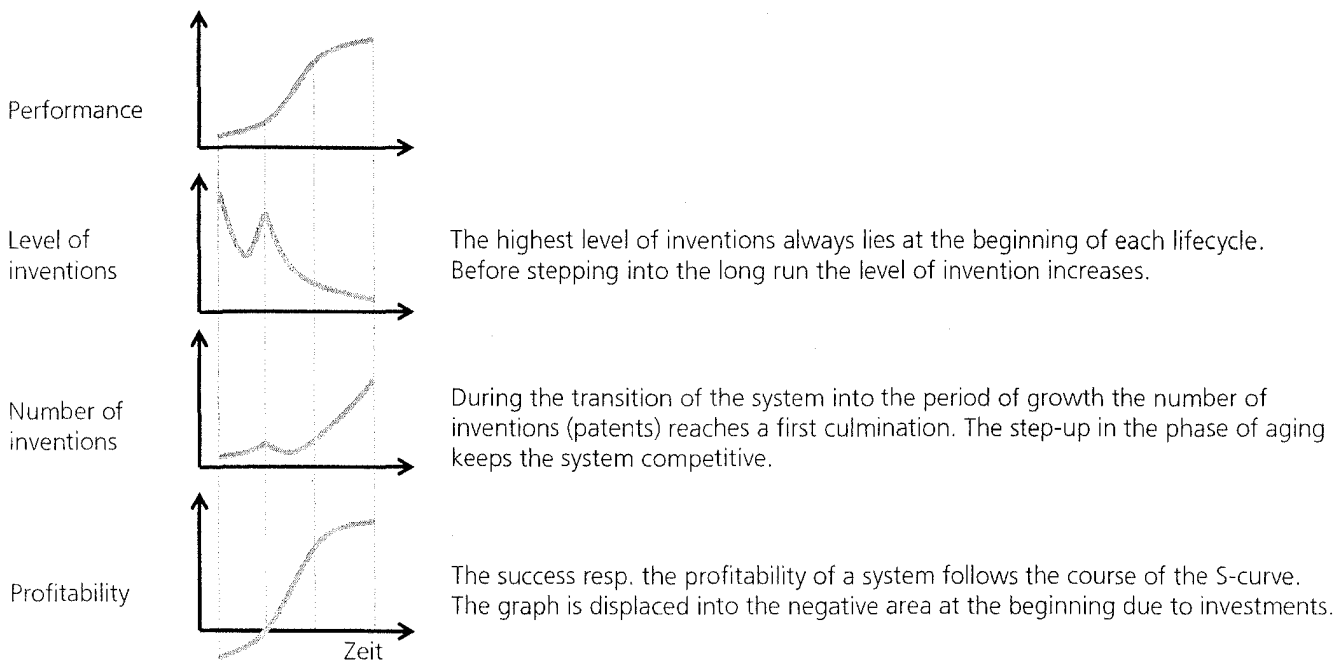 Performance
Level of
inventions
The highest level of inventions always lies at the beginning of each lifecycle.
Before stepping into the long run the level of invention increases.
Number of
inventions
During the transition of the system into the period of growth the number of
inventions (patents) reaches a first culmination. The step-up in the phase of aging
keeps the system competitive.
Profitability
The success resp. the profitability of a system follows the course of the S-curve.
The graph is displaced into the negative area at the beginning due to investments.
Zeit